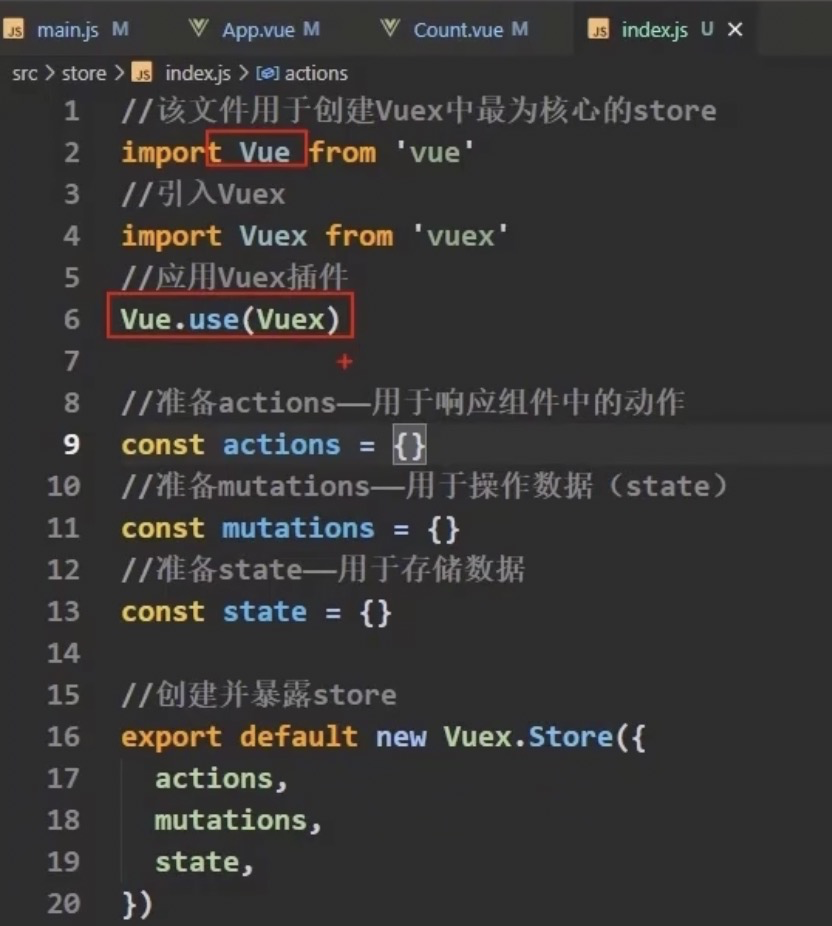 JS main.js M App.vue M Count.vue M JS index.js U ×
src > store > JS index.js > actions
1 //该文件用于创建Vuex中最为核心的store
2 import Vue from 'vue'
3 //引入Vuex
4 import Vuex from 'vuex'
5 //应用Vuex插件
6 Vue.use(Vuex)
7
8 //准备actions——用于响应组件中的动作
9 const actions = {}
10 //准备mutations——用于操作数据（state）
11 const mutations = {}
12 //准备state——用于存储数据
13 const state = {}
14
15 //创建并暴露store
16 export default new Vuex.Store({
17 actions,
18 mutations,
19 state,
20 })